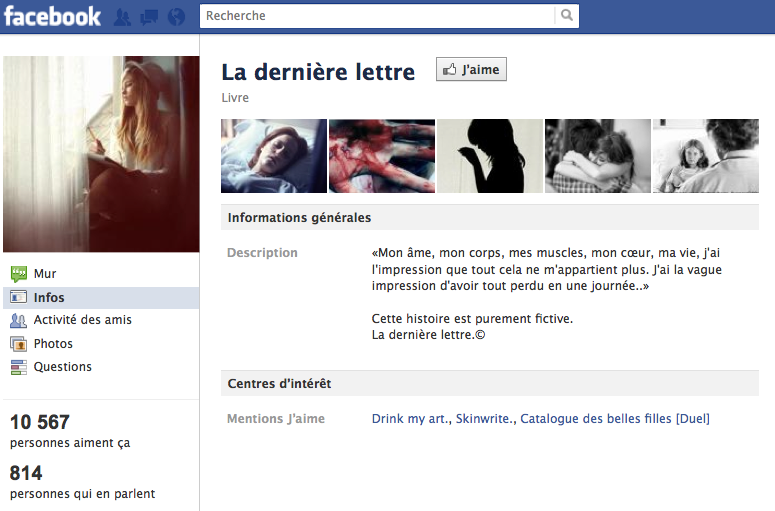 facebook
Recherche
La dernière lettre
J'aime
Livre
Informations générales
Description
«Mon âme, mon corps, mes muscles, mon cœur, ma vie, j'ai
l'impression que tout cela ne m'appartient plus. J'ai la vague
impression d'avoir tout perdu en une journée..»
Cette histoire est purement fictive.
La dernière lettre.©
Centres d'intérêt
Mentions J'aime
Drink my art., Skinwrite., Catalogue des belles filles [Duel]
Mur
Infos
Activité des amis
Photos
Questions
10 567
personnes aiment ça
814
personnes qui en parlent